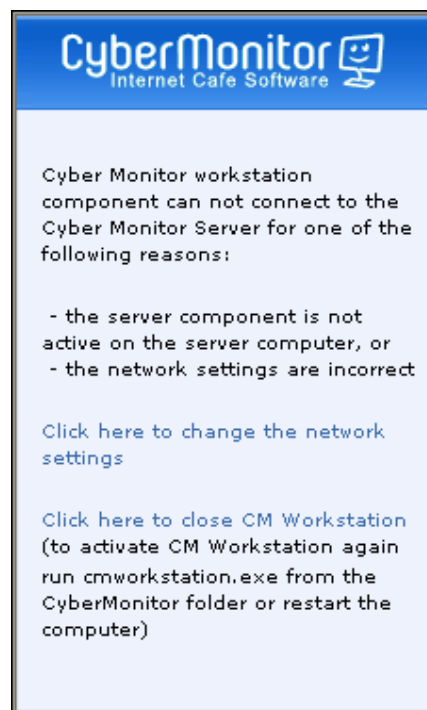 CyberMonitor
Internet Cafe Software
Cyber Monitor workstation
component can not connect to the
Cyber Monitor Server for one of the
following reasons:
- the server component is not
active on the server computer, or
- the network settings are incorrect
Click here to change the network
settings
Click here to close CM Workstation
(to activate CM Workstation again
run cmworkstation.exe from the
CyberMonitor folder or restart the
computer)